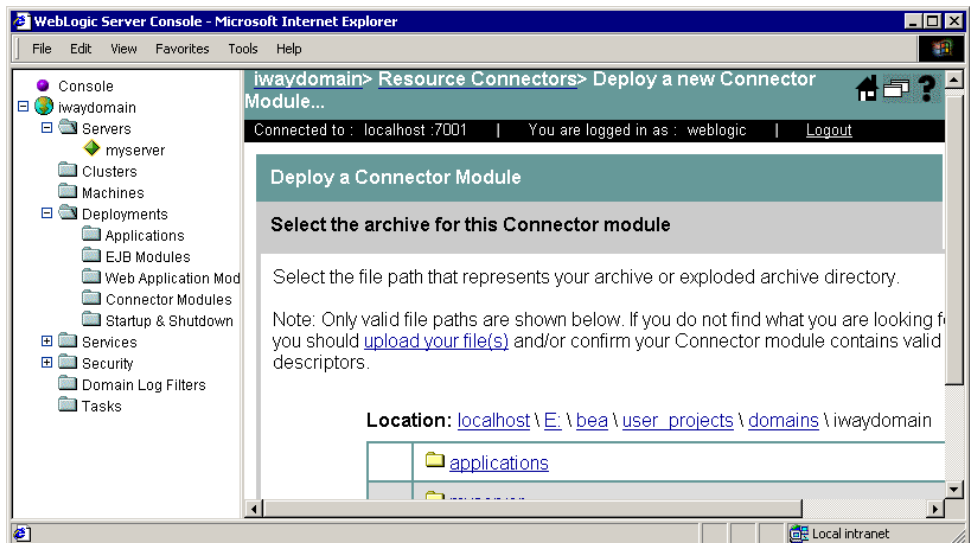 WebLogic Server Console - Microsoft Internet Explorer
File Edit View Favorites Tools Help
Console
iwaydomain
Servers
myserver
Clusters
Machines
Deployments
Applications
EJB Modules
Web Application Mod
Connector Modules
Startup & Shutdown
Services
Security
Domain Log Filters
Tasks
iwaydomain> Resource Connectors> Deploy a new Connector
Module...
Connected to : localhost :7001 | You are logged in as : weblogic | Logout
Deploy a Connector Module
Select the archive for this Connector module
Select the file path that represents your archive or exploded archive directory.
Note: Only valid file paths are shown below. If you do not find what you are looking
you should upload your file(s) and/or confirm your Connector module contains valid
descriptors.
Location: localhost \ E: \ bea \ user_projects \ domains \ iwaydomain
applications
Local intranet